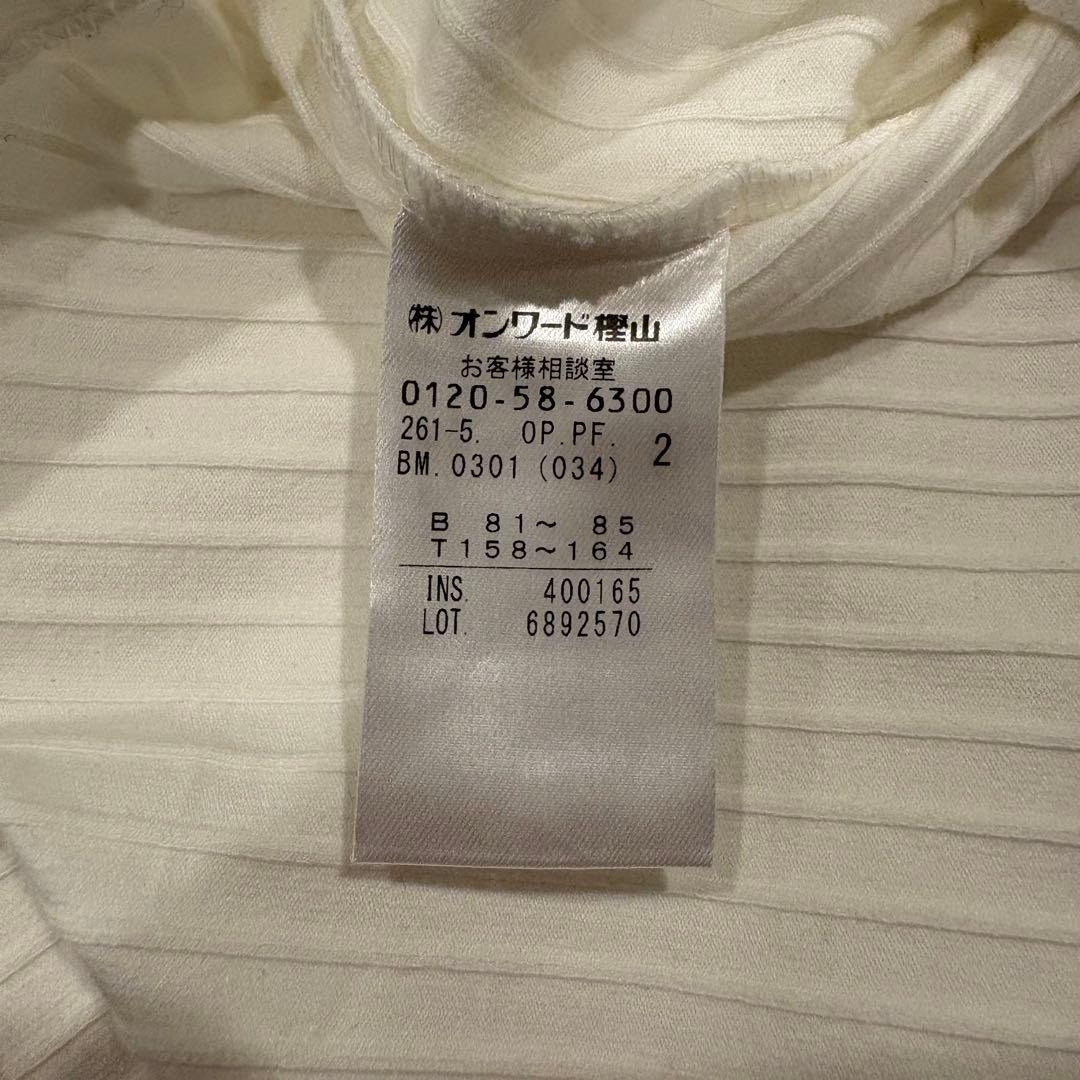 ㈱オンワード樫山
お客様相談室
0120-58-6300
261-5. OP.PF. 2
BM.0301(034)
B 81〜 85
T158〜164
INS. 400165
LOT. 6892570